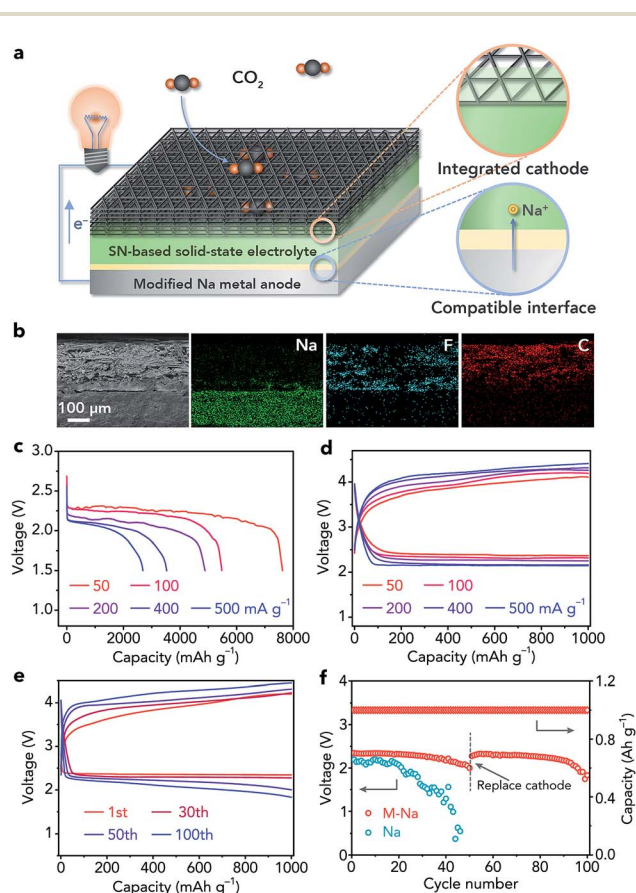 a
CO2
Integrated cathode
e−
Na+
SN-based solid-state electrolyte
Modified Na metal anode
Compatible interface
b
Na
F
C
100 μm
c
3.0
2.5
2.0
1.5
1.0
Voltage (V)
50
100
200
400
500 mA g−1
0
2000
4000
6000
8000
Capacity (mAh g−1)
d
4
3
2
1
Voltage (V)
50
100
200
400
500 mA g−1
0
200
400
600
800
1000
Capacity (mAh g−1)
e
4
3
2
1
Voltage (V)
1st
30th
50th
100th
0
200
400
600
800
1000
Capacity (mAh g−1)
f
4
3
2
1
0
Voltage (V)
1.2
0.9
0.6
0.3
0.0
Capacity (Ah g−1)
Replace cathode
M-Na
Na
0
20
40
60
80
100
Cycle number